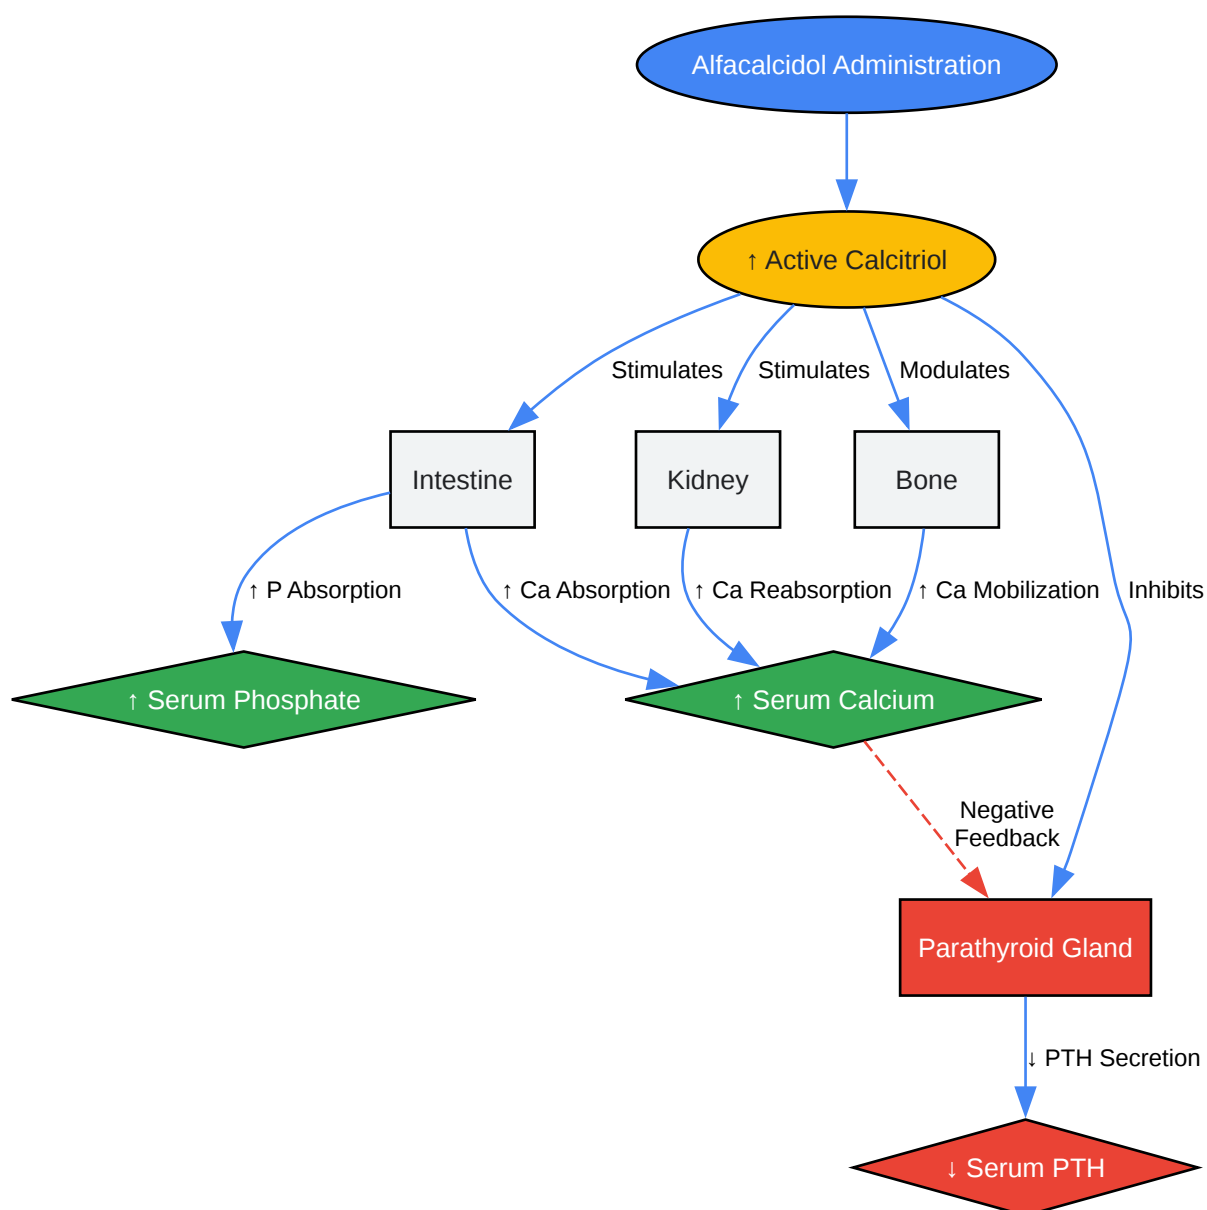 Alfacalcidol Administration
↑ Active Calcitriol
Stimulates
Stimulates
Modulates
Intestine
Kidney
Bone
↑ P Absorption
↑ Ca Absorption
↑ Ca Reabsorption
↑ Ca Mobilization
Inhibits
↑ Serum Phosphate
↑ Serum Calcium
Negative
Feedback
Parathyroid Gland
↓ PTH Secretion
↓ Serum PTH